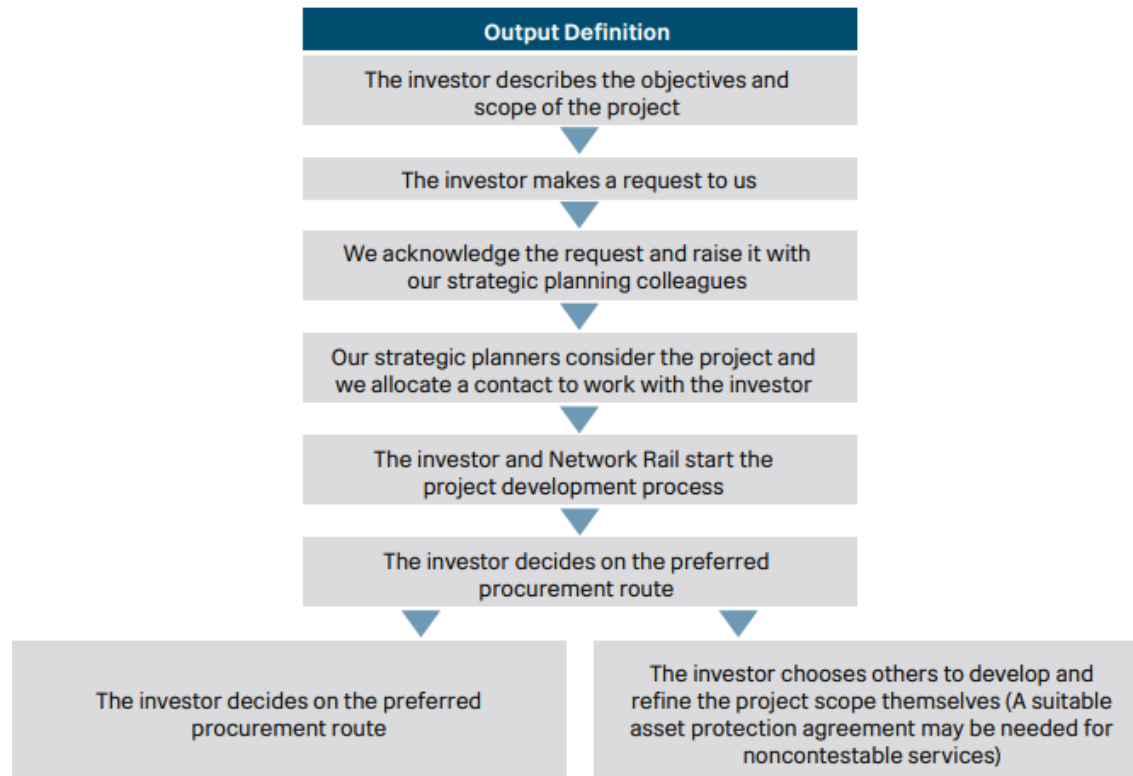 Output Definition
The investor describes the objectives and
scope of the project
The investor makes a request to us
We acknowledge the request and raise it with
our strategic planning colleagues
Our strategic planners consider the project and
we allocate a contact to work with the investor
The investor and Network Rail start the
project development process
The investor decides on the preferred
procurement route
The investor decides on the preferred
procurement route
The investor chooses others to develop and
refine the project scope themselves (A suitable
asset protection agreement may be needed for
noncontestable services)